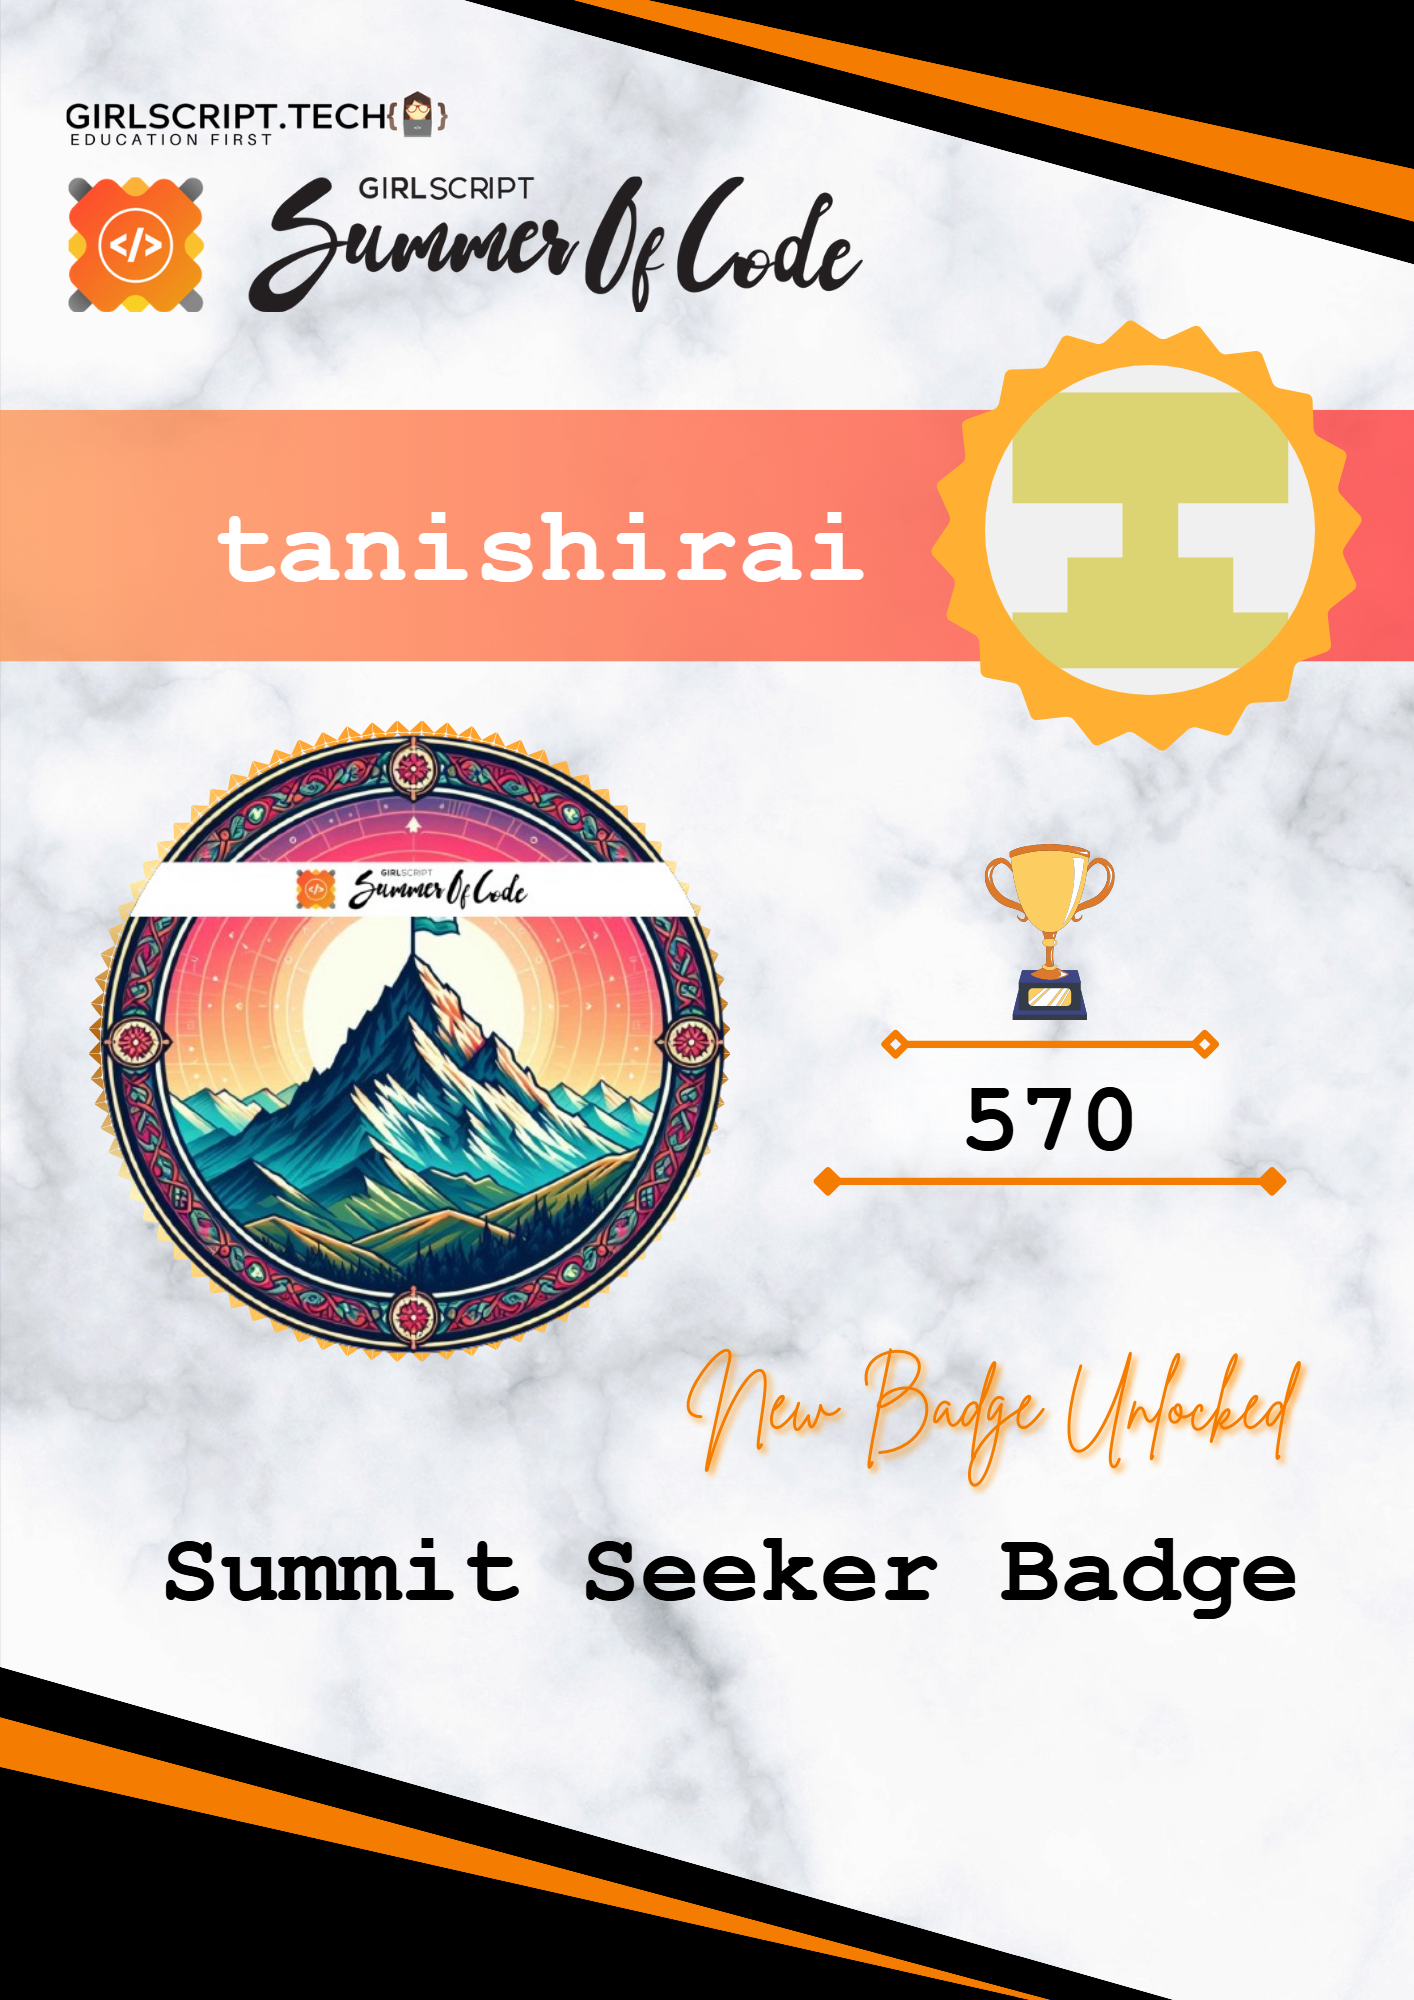 GIRLSCRIPT.TECH{ }
EDUCATION FIRST
</>
GIRLSCRIPT
Summer Of Code
tanishirai
GIRLSCRIPT
</> Summer Of Code
570
New Badge Unlocked
Summit Seeker Badge